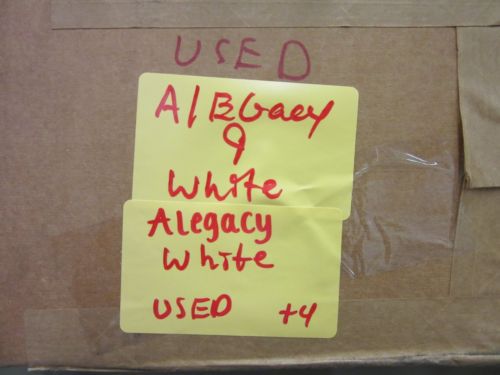 USED
AlEGacy
9
White
Alegacy
White
USED +4